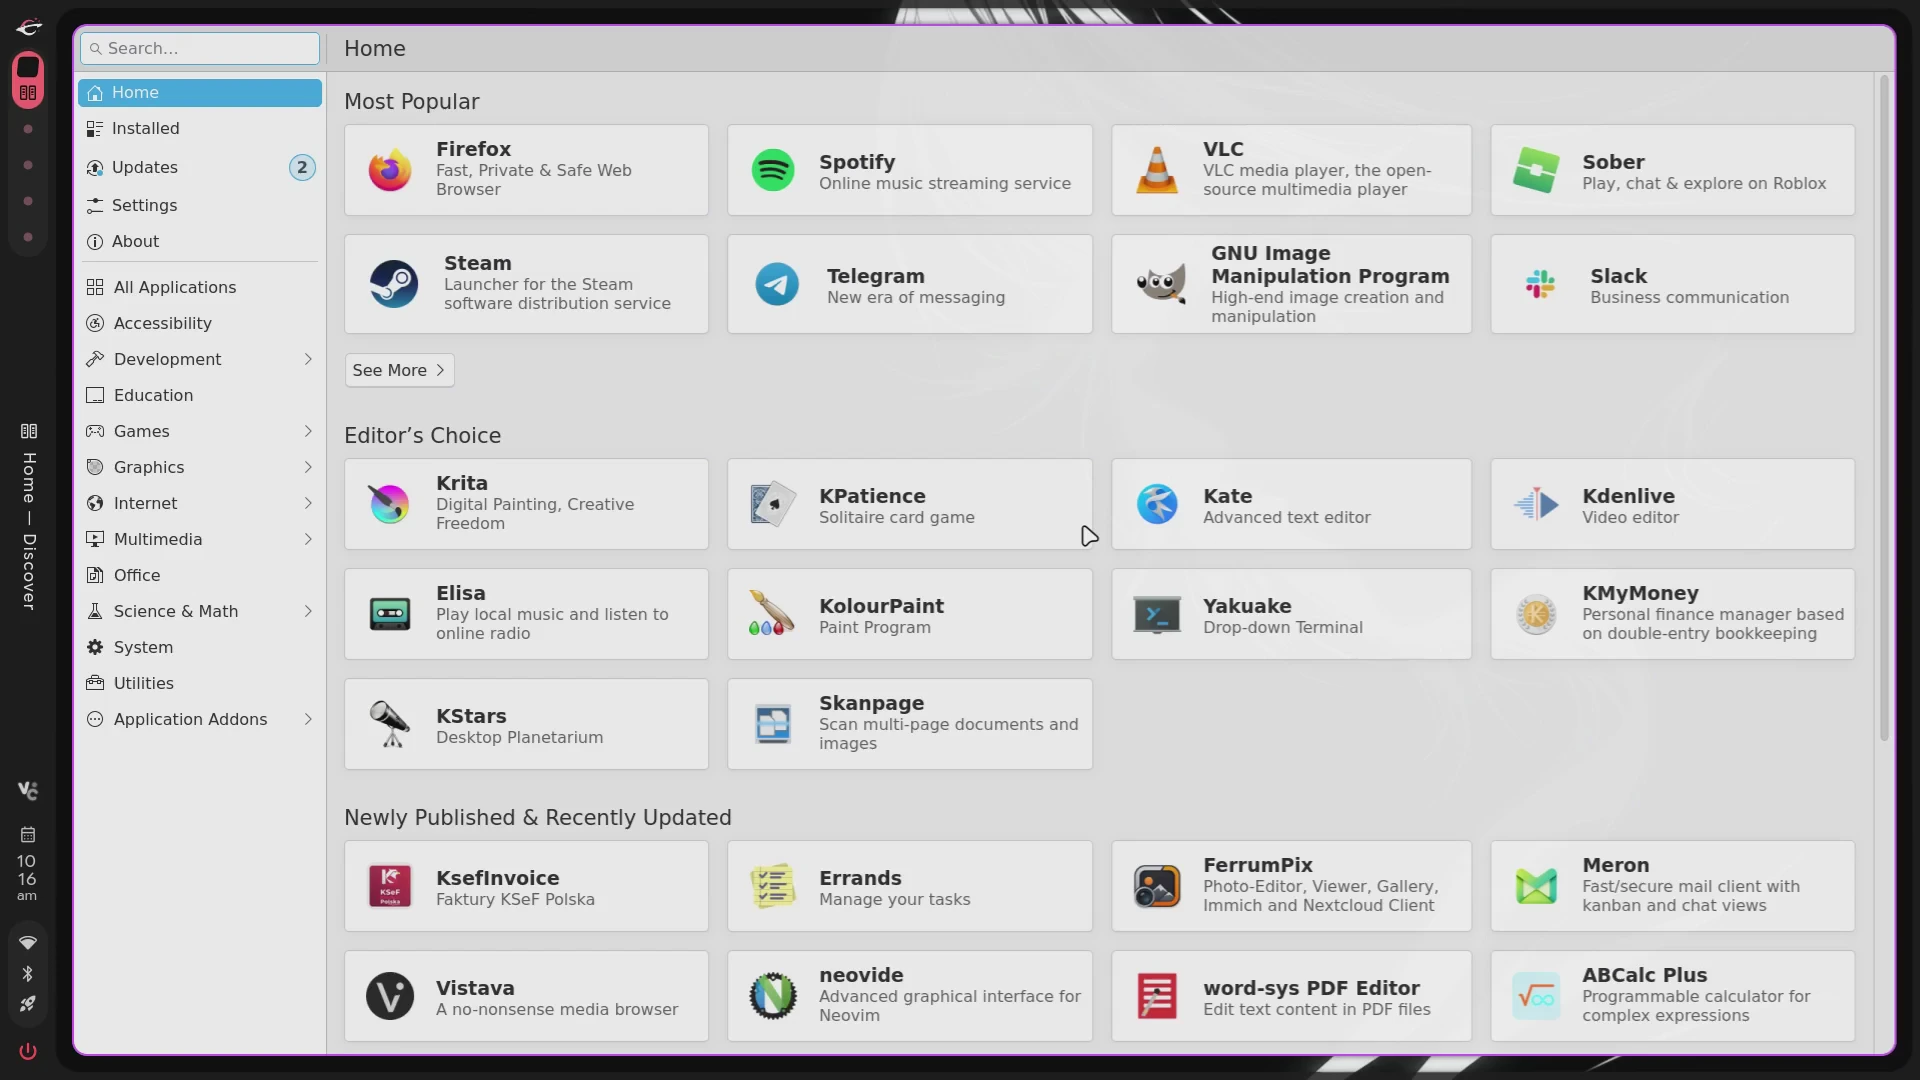 Search...
Home
Home
Installed
Updates
2
Settings
About
All Applications
Accessibility
Development
Education
Games
Graphics
Internet
Multimedia
Office
Science & Math
System
Utilities
Application Addons
Home — Discover
10
16
am
Most Popular
Firefox
Fast, Private & Safe Web
Browser
Spotify
Online music streaming service
VLC
VLC media player, the open-
source multimedia player
Sober
Play, chat & explore on Roblox
Steam
Launcher for the Steam
software distribution service
Telegram
New era of messaging
GNU Image
Manipulation Program
High-end image creation and
manipulation
Slack
Business communication
See More
Editor’s Choice
Krita
Digital Painting, Creative
Freedom
KPatience
Solitaire card game
Kate
Advanced text editor
Kdenlive
Video editor
Elisa
Play local music and listen to
online radio
KolourPaint
Paint Program
Yakuake
Drop-down Terminal
KMyMoney
Personal finance manager based
on double-entry bookkeeping
KStars
Desktop Planetarium
Skanpage
Scan multi-page documents and
images
Newly Published & Recently Updated
KSeF
Polska
KsefInvoice
Faktury KSeF Polska
Errands
Manage your tasks
FerrumPix
Photo-Editor, Viewer, Gallery,
Immich and Nextcloud Client
Meron
Fast/secure mail client with
kanban and chat views
Vistava
A no-nonsense media browser
neovide
Advanced graphical interface for
Neovim
word-sys PDF Editor
Edit text content in PDF files
ABCalc Plus
Programmable calculator for
complex expressions